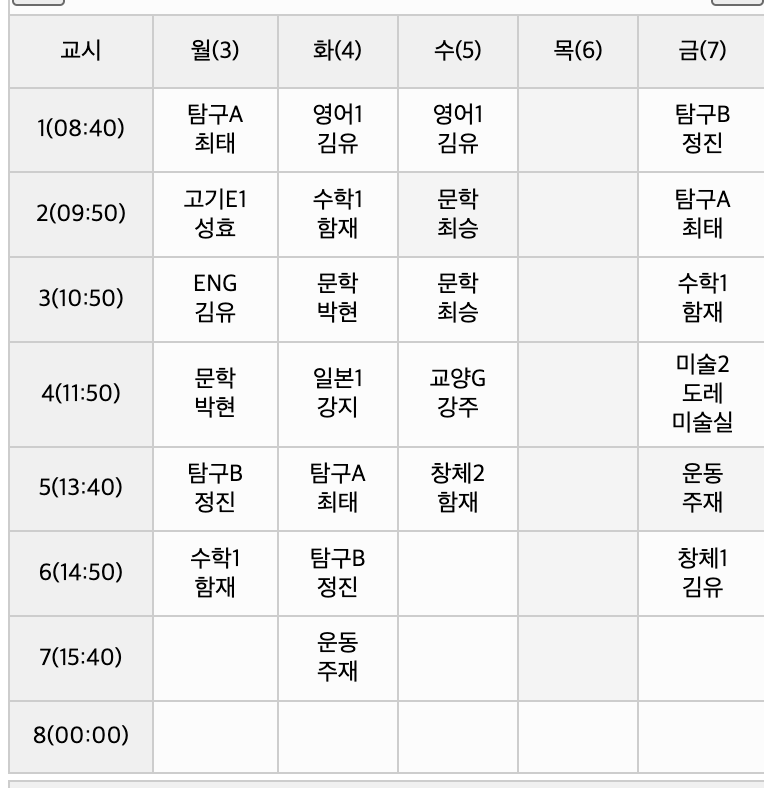 교시 월(3) 화(4) 수(5) 목(6) 금(7)
1(08:40) 탐구A 영어1 영어1 탐구B
최태 김유 김유 정진
2(09:50) 고기E1 수학1 문학 탐구A
성효 함재 최승 최태
3(10:50) ENG 문학 문학 수학1
김유 박현 최승 함재
4(11:50) 문학 일본1 교양G 미술2
박현 강지 강주 도레
미술실
5(13:40) 탐구B 탐구A 창체2 운동
정진 최태 함재 주재
6(14:50) 수학1 탐구B 창체1
함재 정진 김유
7(15:40) 운동
주재
8(00:00)